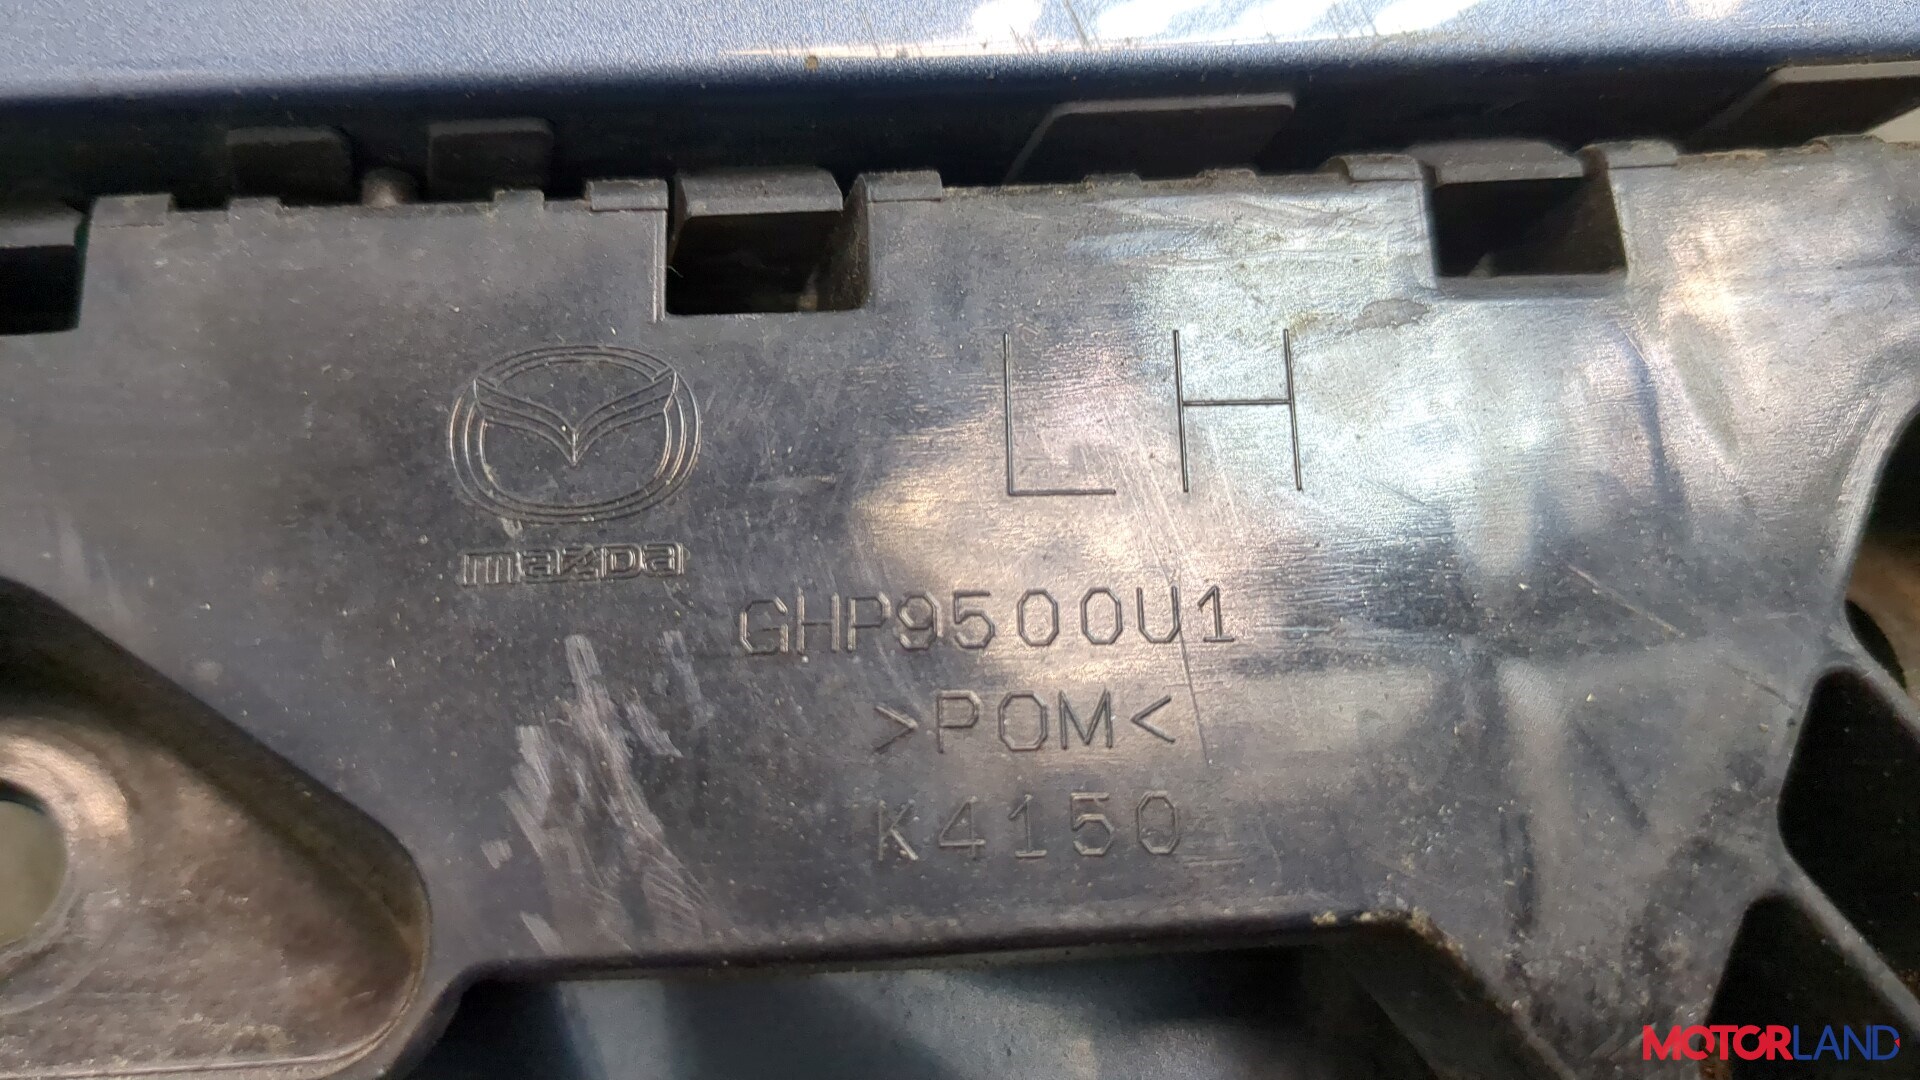 LH
mazda
GHP9500U1
>POM<
K4150
MOTORLAND